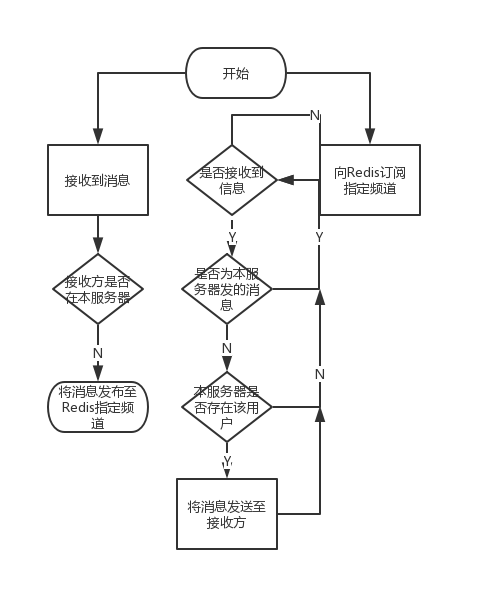 开始
N
接收到消息
是否接收到
信息
向Redis订阅
指定频道
Y
Y
接收方是否
在本服务器
是否为本服
务器发的消
息
N
N
N
将消息发布至
Redis指定频
道
本服务器是
否存在该用
户
Y
将消息发送至
接收方